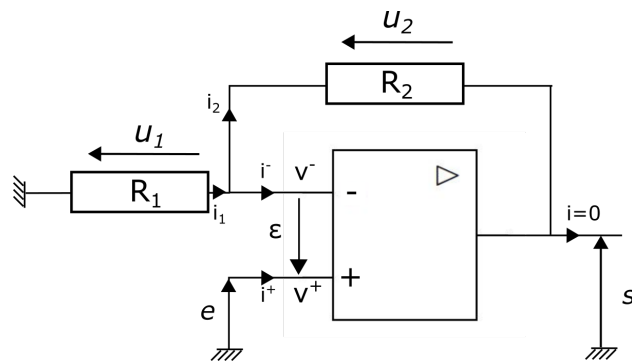 u2
R2
i2
u1
R1
i1
i-
v-
-
ε
i=0
e
i+
v+
+
s